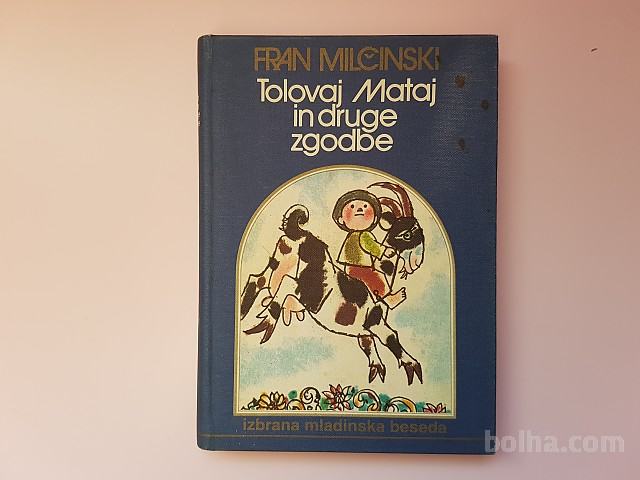 FRAN MILČINSKI
Tolovaj Mataj
in druge
zgodbe
izbrana mladinska beseda
bolha.com